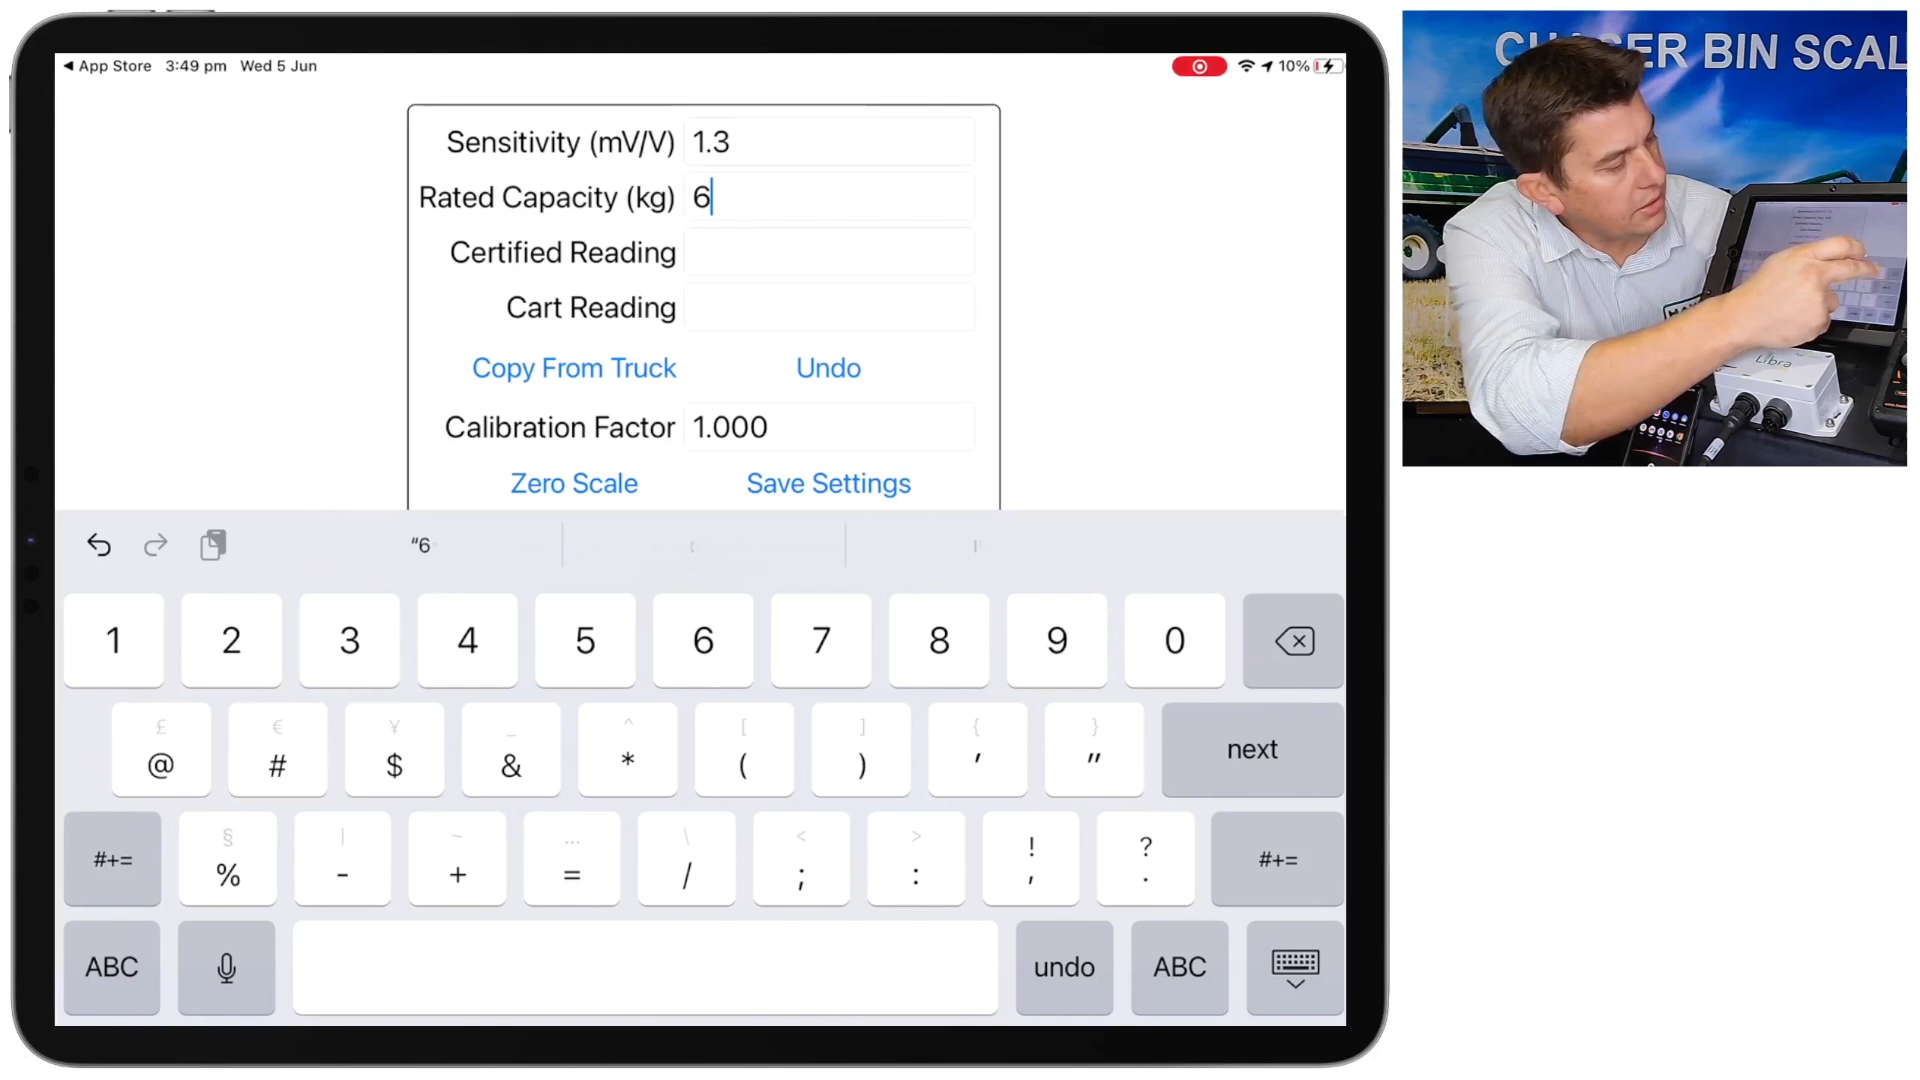 ◀ App Store 3:49 pm Wed 5 Jun
10%
CHASER BIN SCAL
Sensitivity (mV/V) 1.3
Rated Capacity (kg) 6
Certified Reading
Cart Reading
Copy From Truck Undo
Calibration Factor 1.000
Zero Scale Save Settings
Libra
“6
1 2 3 4 5 6 7 8 9 0
£ € ¥ _ ^ [ ] { }
@ # $ & * ( ) ' " next
§ | ~ … \ < > ! ?
#+= % - + = / ; : , . #+=
ABC undo ABC